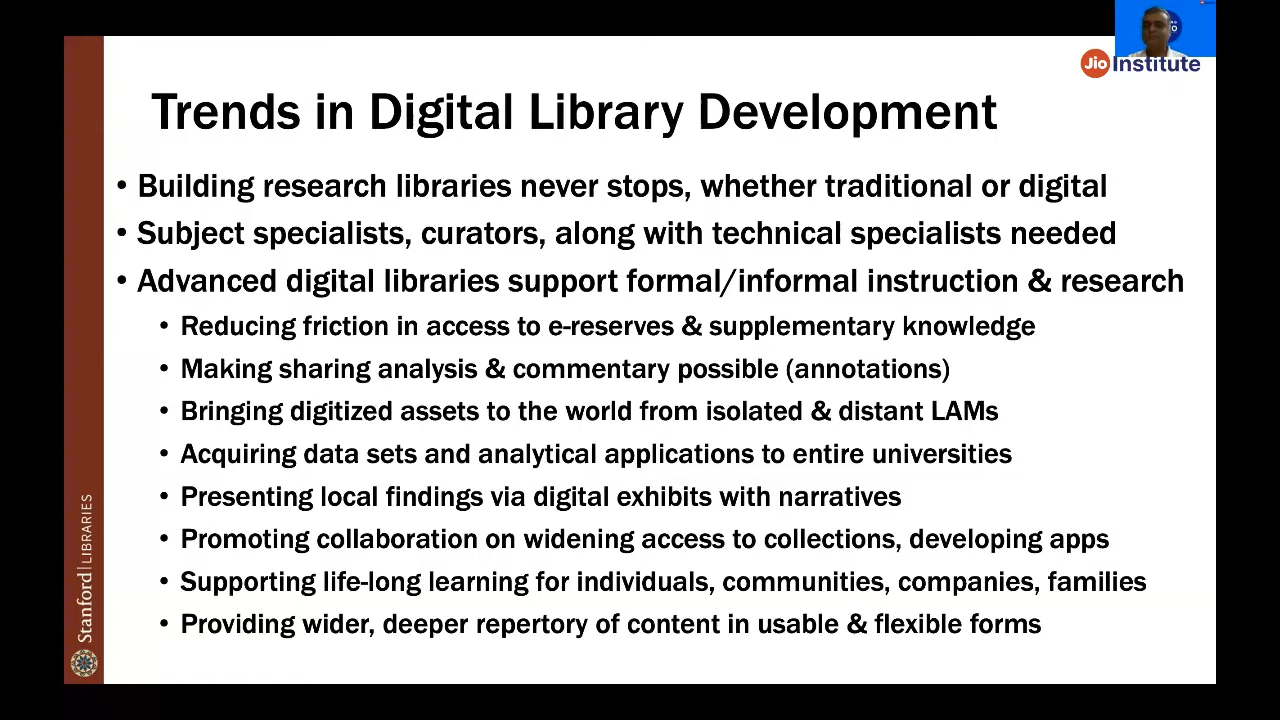 Jio Institute
Trends in Digital Library Development
• Building research libraries never stops, whether traditional or digital
• Subject specialists, curators, along with technical specialists needed
• Advanced digital libraries support formal/informal instruction & research
• Reducing friction in access to e-reserves & supplementary knowledge
• Making sharing analysis & commentary possible (annotations)
• Bringing digitized assets to the world from isolated & distant LAMs
• Acquiring data sets and analytical applications to entire universities
• Presenting local findings via digital exhibits with narratives
• Promoting collaboration on widening access to collections, developing apps
• Supporting life-long learning for individuals, communities, companies, families
• Providing wider, deeper repertory of content in usable & flexible forms
Stanford | LIBRARIES